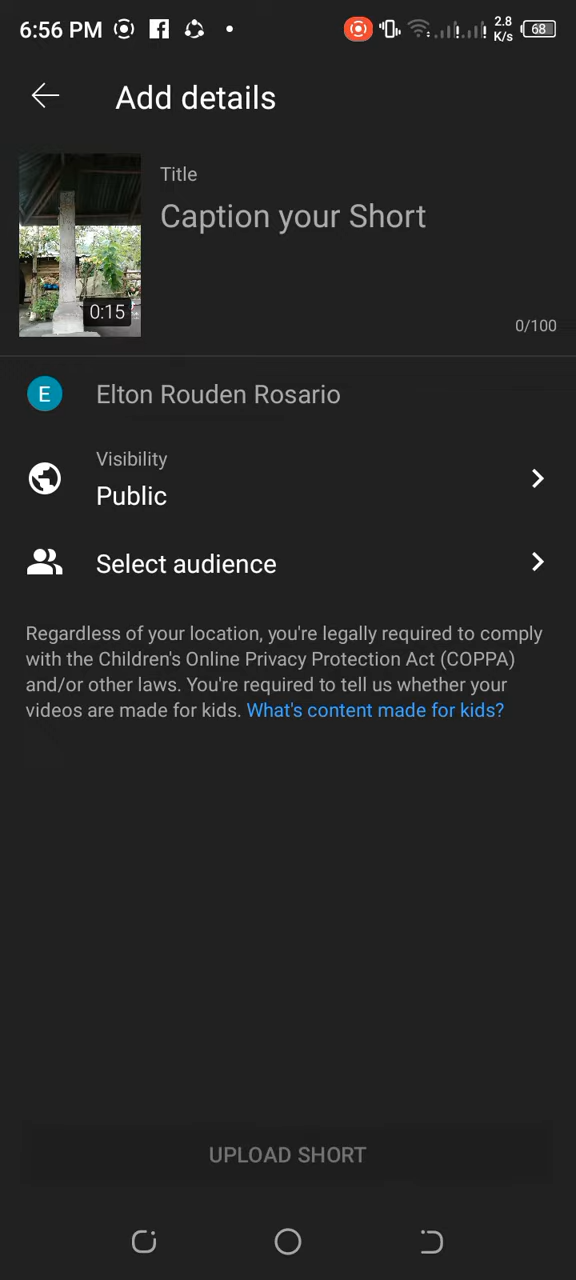 6:56 PM
2.8
K/s
68
Add details
Title
Caption your Short
0:15
0/100
E
Elton Rouden Rosario
Visibility
Public
Select audience
Regardless of your location, you're legally required to comply
with the Children's Online Privacy Protection Act (COPPA)
and/or other laws. You're required to tell us whether your
videos are made for kids. What's content made for kids?
UPLOAD SHORT